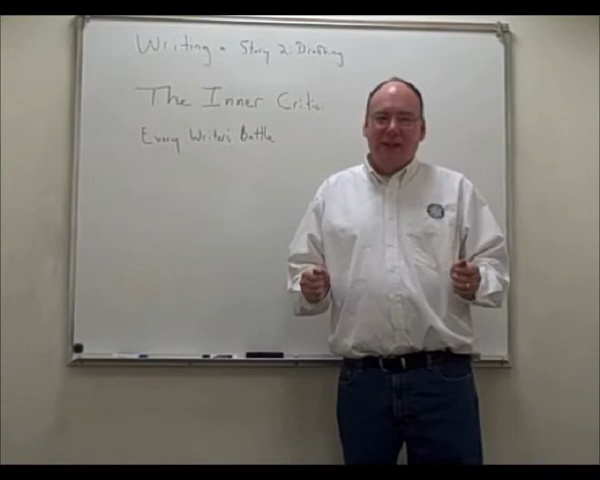 Writing a Story 2: Drafting
The Inner Critic
Every Writer's Battle